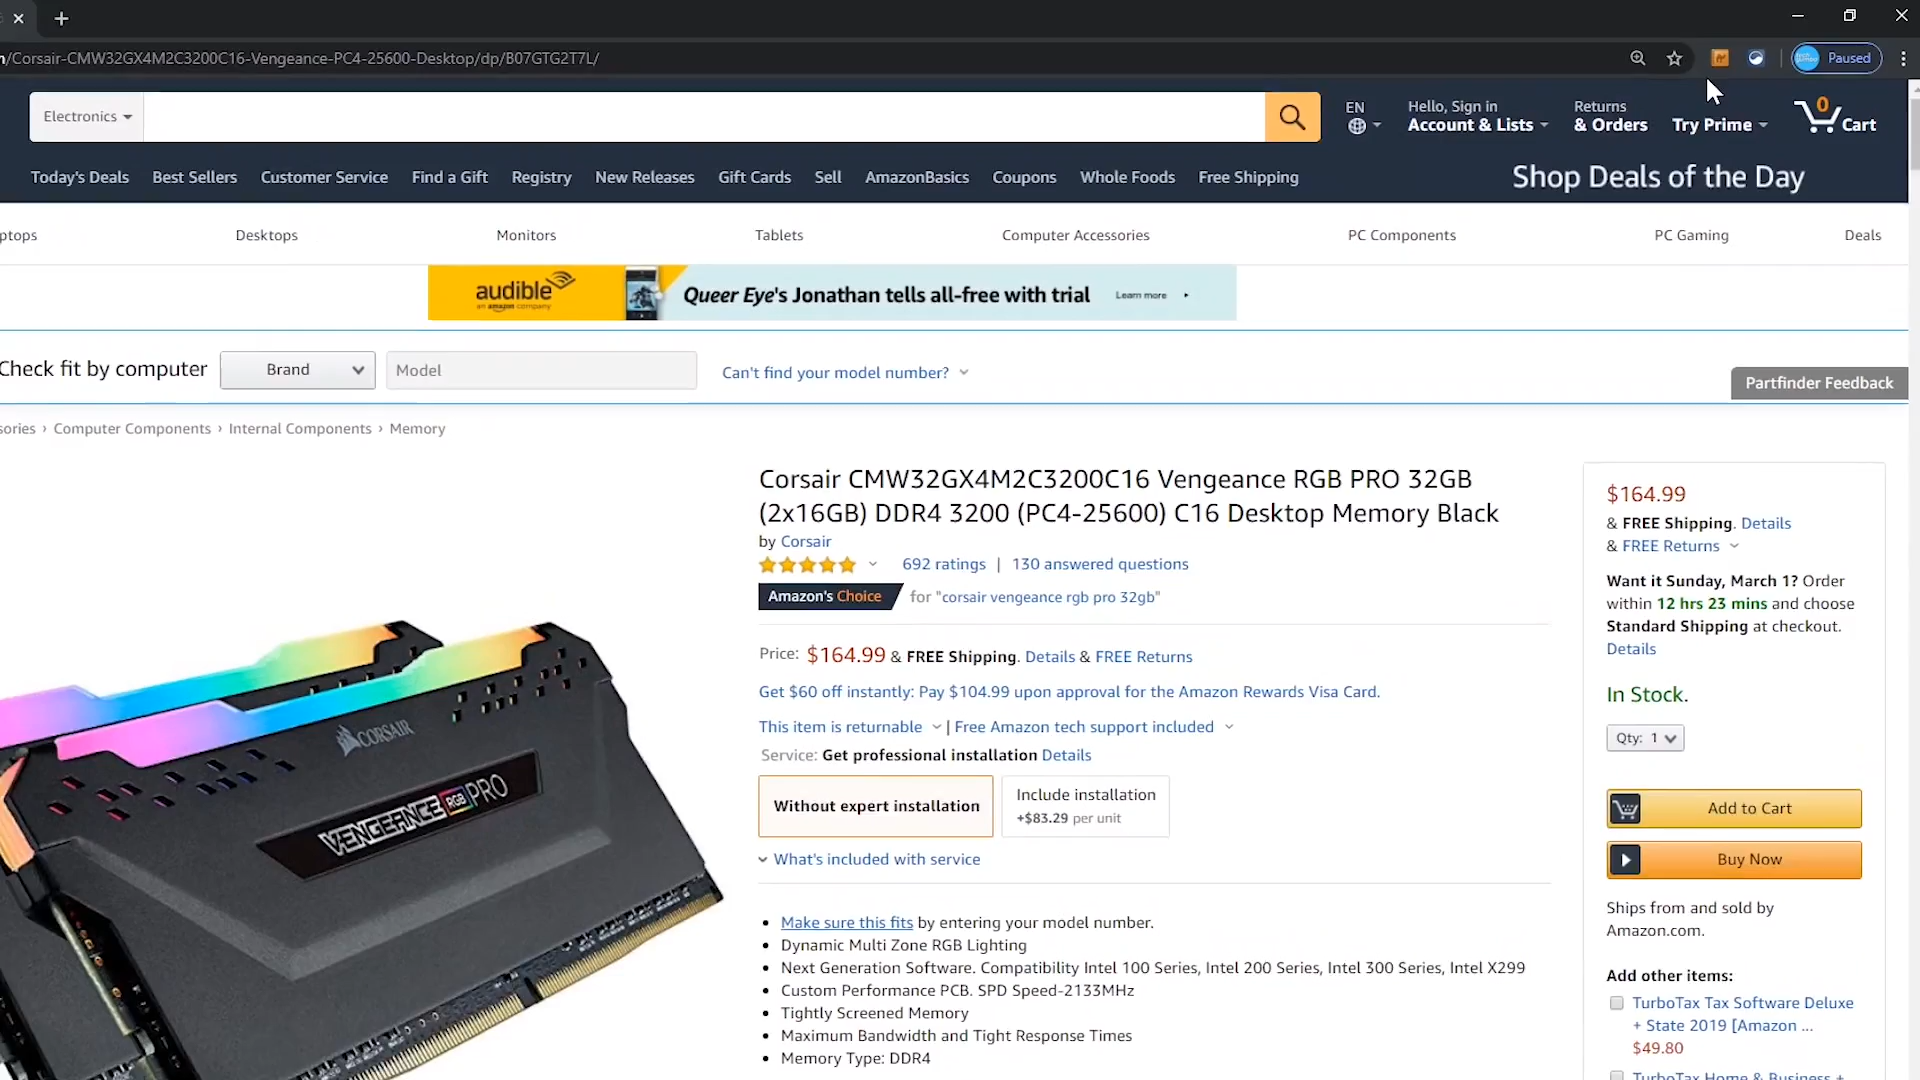 n/Corsair-CMW32GX4M2C3200C16-Vengeance-PC4-25600-Desktop/dp/B07GTG2T7L/
Paused
Electronics
EN
Hello, Sign in
Account & Lists
Returns
& Orders
Try Prime
0
Cart
Today's Deals
Best Sellers
Customer Service
Find a Gift
Registry
New Releases
Gift Cards
Sell
AmazonBasics
Coupons
Whole Foods
Free Shipping
Shop Deals of the Day
ptops
Desktops
Monitors
Tablets
Computer Accessories
PC Components
PC Gaming
Deals
audible
an amazon company
Queer Eye's Jonathan tells all-free with trial
Learn more
Check fit by computer
Brand
Model
Can't find your model number?
Partfinder Feedback
sories › Computer Components › Internal Components › Memory
CORSAIR
VENGEANCE RGB PRO
Corsair CMW32GX4M2C3200C16 Vengeance RGB PRO 32GB
(2x16GB) DDR4 3200 (PC4-25600) C16 Desktop Memory Black
by Corsair
692 ratings | 130 answered questions
Amazon's Choice for "corsair vengeance rgb pro 32gb"
Price: $164.99 & FREE Shipping. Details & FREE Returns
Get $60 off instantly: Pay $104.99 upon approval for the Amazon Rewards Visa Card.
This item is returnable | Free Amazon tech support included
Service: Get professional installation Details
Without expert installation
Include installation
+$83.29 per unit
What's included with service
• Make sure this fits by entering your model number.
• Dynamic Multi Zone RGB Lighting
• Next Generation Software. Compatibility Intel 100 Series, Intel 200 Series, Intel 300 Series, Intel X299
• Custom Performance PCB. SPD Speed-2133MHz
• Tightly Screened Memory
• Maximum Bandwidth and Tight Response Times
• Memory Type: DDR4
$164.99
& FREE Shipping. Details
& FREE Returns
Want it Sunday, March 1? Order
within 12 hrs 23 mins and choose
Standard Shipping at checkout.
Details
In Stock.
Qty: 1
Add to Cart
Buy Now
Ships from and sold by
Amazon.com.
Add other items:
TurboTax Tax Software Deluxe
+ State 2019 [Amazon ...
$49.80
TurboTax Home & Business +